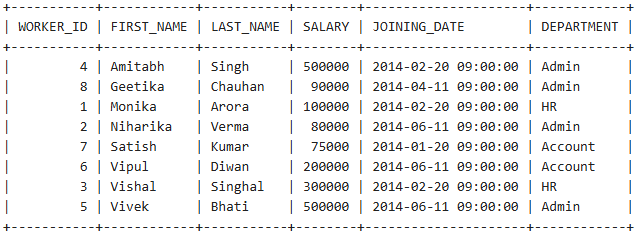 +-----------+------------+-----------+--------+---------------------+------------+
| WORKER_ID | FIRST_NAME | LAST_NAME | SALARY | JOINING_DATE        | DEPARTMENT |
+-----------+------------+-----------+--------+---------------------+------------+
|         4 | Amitabh    | Singh     | 500000 | 2014-02-20 09:00:00 | Admin      |
|         8 | Geetika    | Chauhan   |  90000 | 2014-04-11 09:00:00 | Admin      |
|         1 | Monika     | Arora     | 100000 | 2014-02-20 09:00:00 | HR         |
|         2 | Niharika   | Verma     |  80000 | 2014-06-11 09:00:00 | Admin      |
|         7 | Satish     | Kumar     |  75000 | 2014-01-20 09:00:00 | Account    |
|         6 | Vipul      | Diwan     | 200000 | 2014-06-11 09:00:00 | Account    |
|         3 | Vishal     | Singhal   | 300000 | 2014-02-20 09:00:00 | HR         |
|         5 | Vivek      | Bhati     | 500000 | 2014-06-11 09:00:00 | Admin      |
+-----------+------------+-----------+--------+---------------------+------------+